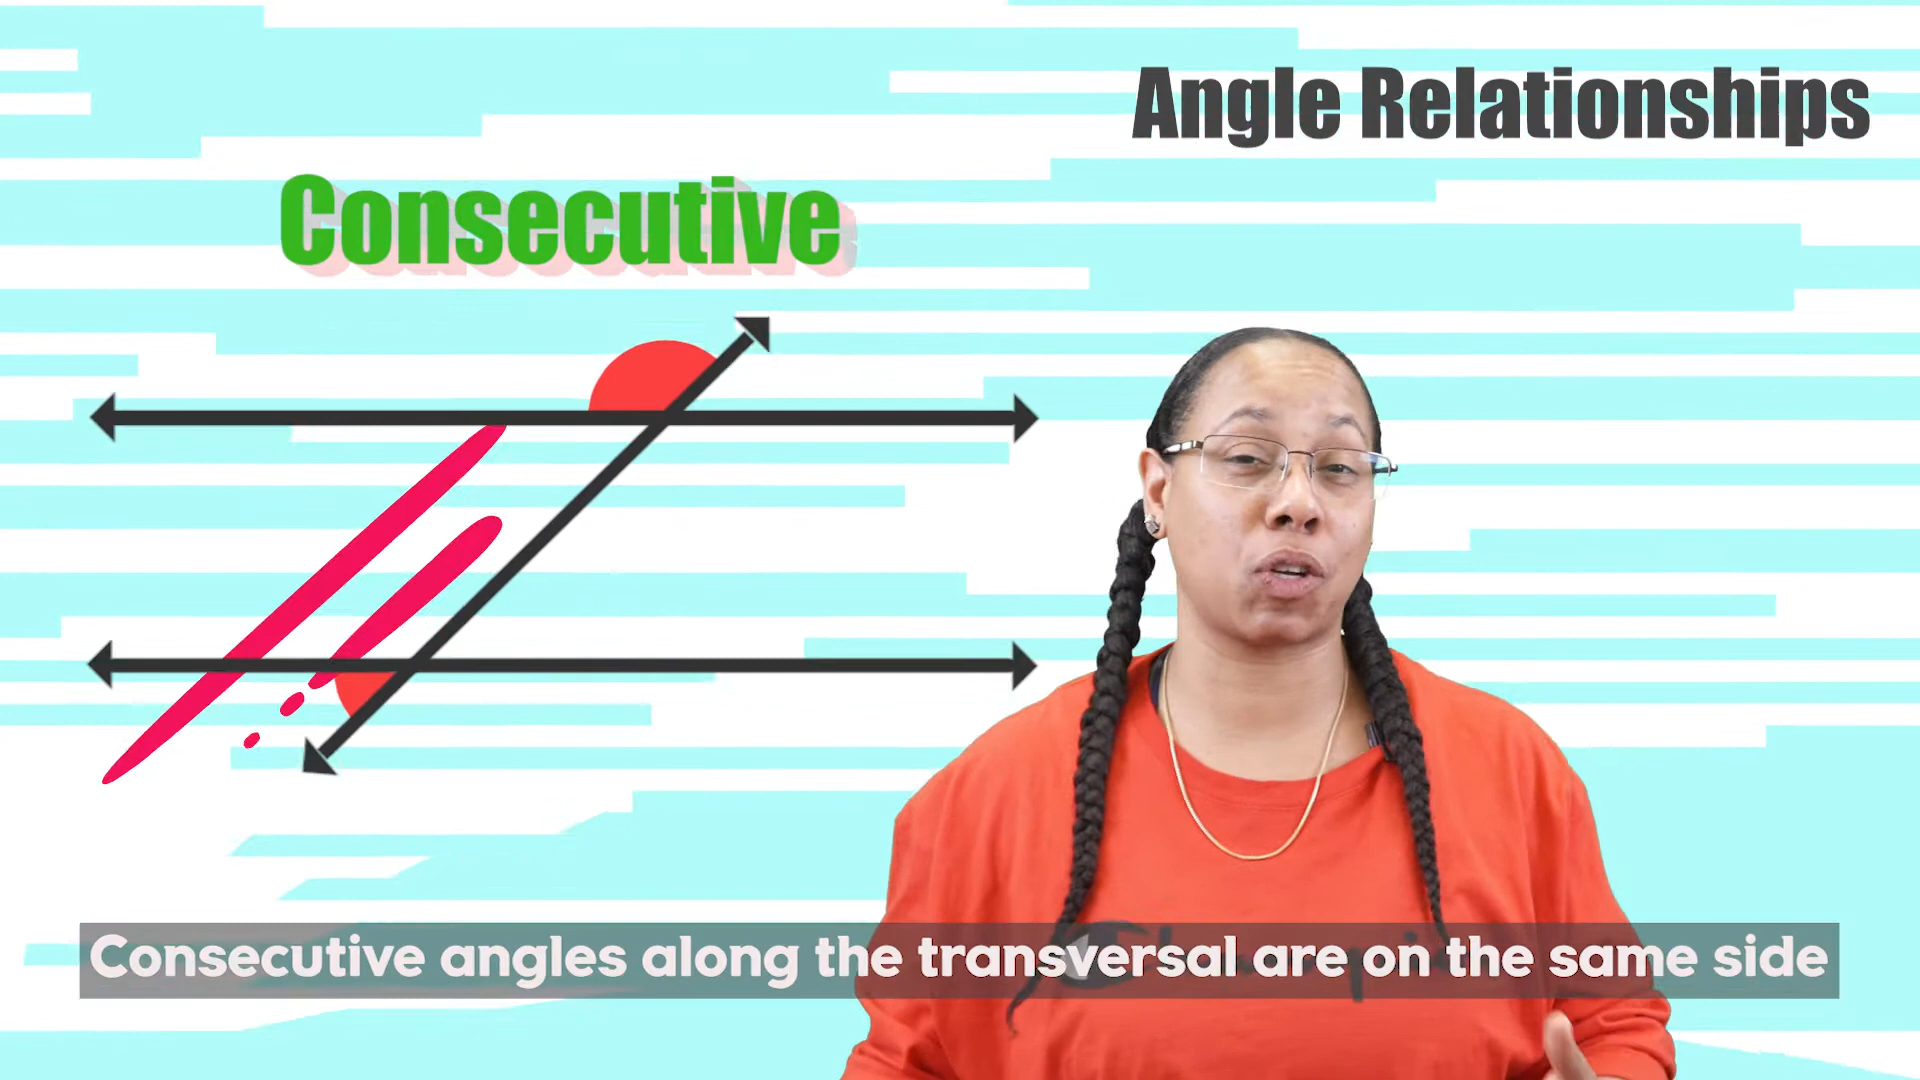 Angle Relationships
Consecutive
Consecutive angles along the transversal are on the same side